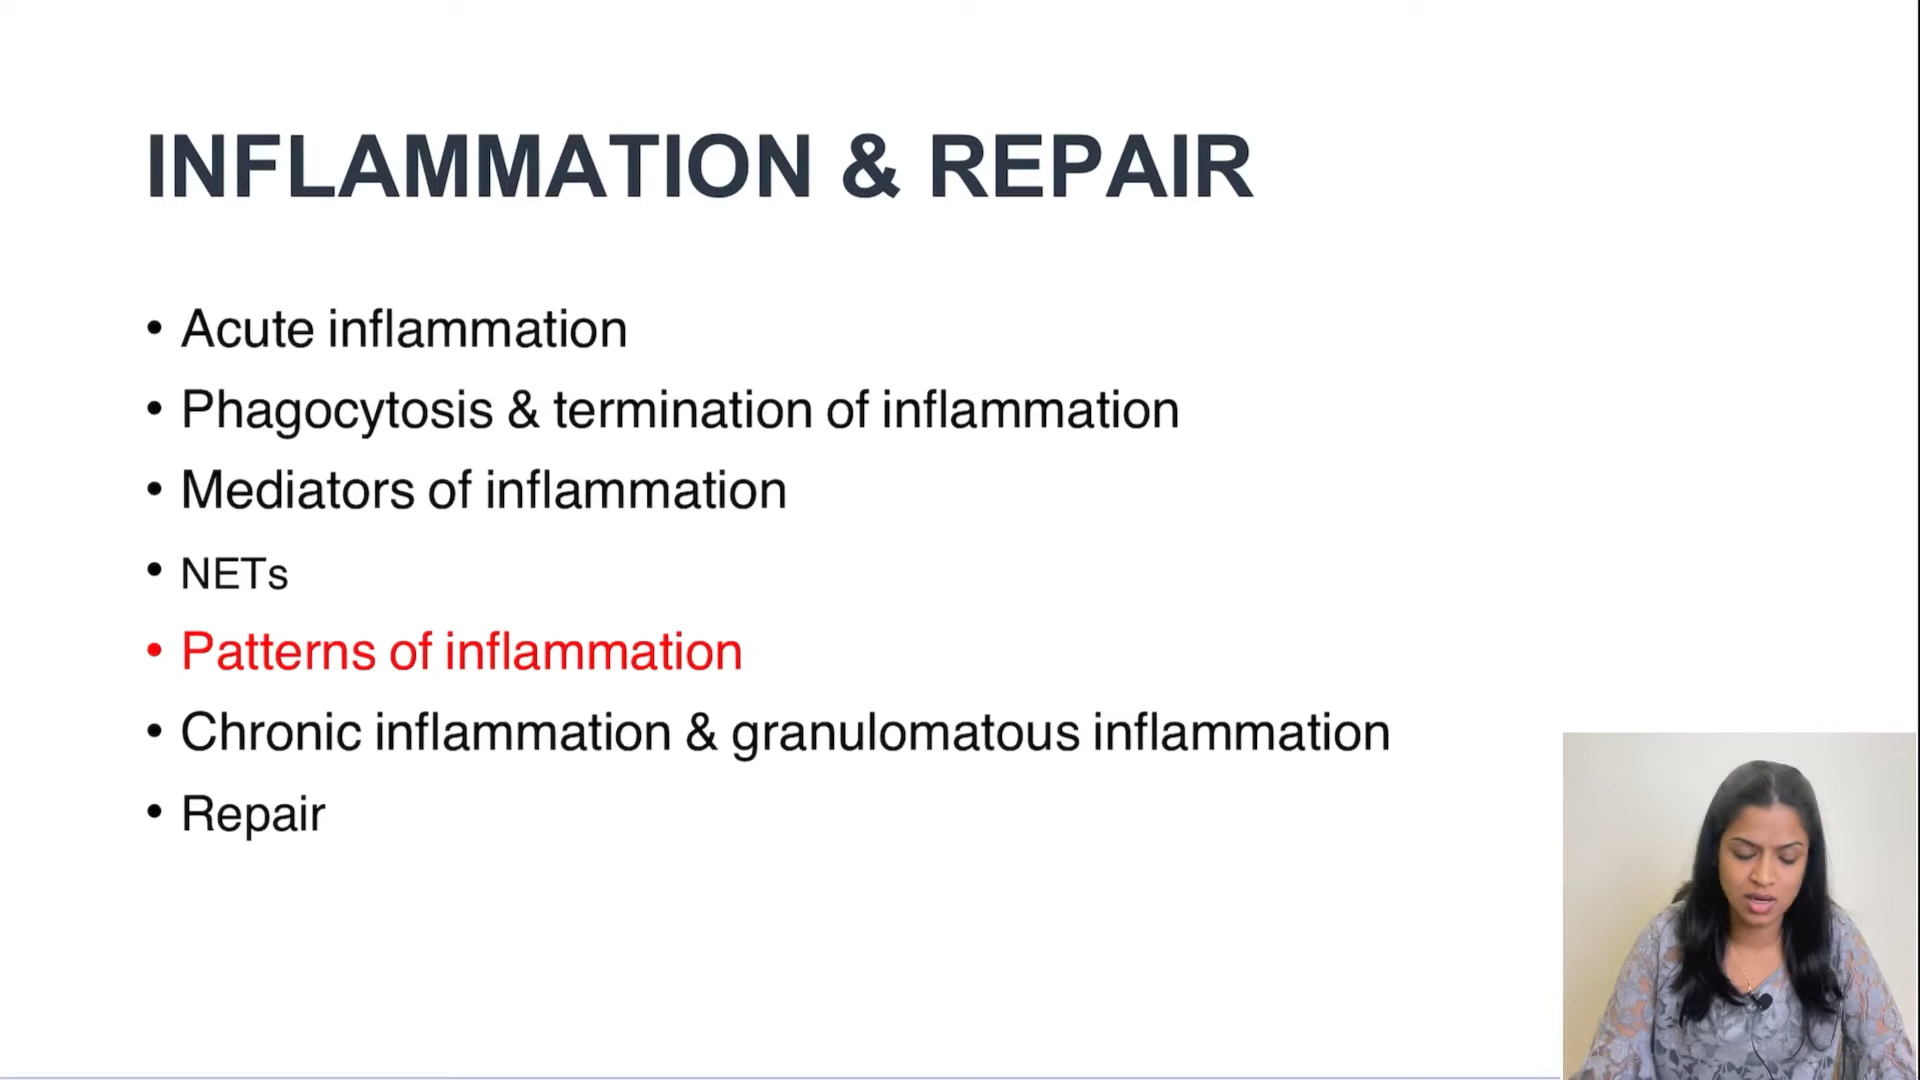 INFLAMMATION & REPAIR
• Acute inflammation
• Phagocytosis & termination of inflammation
• Mediators of inflammation
• NETs
• Patterns of inflammation
• Chronic inflammation & granulomatous inflammation
• Repair